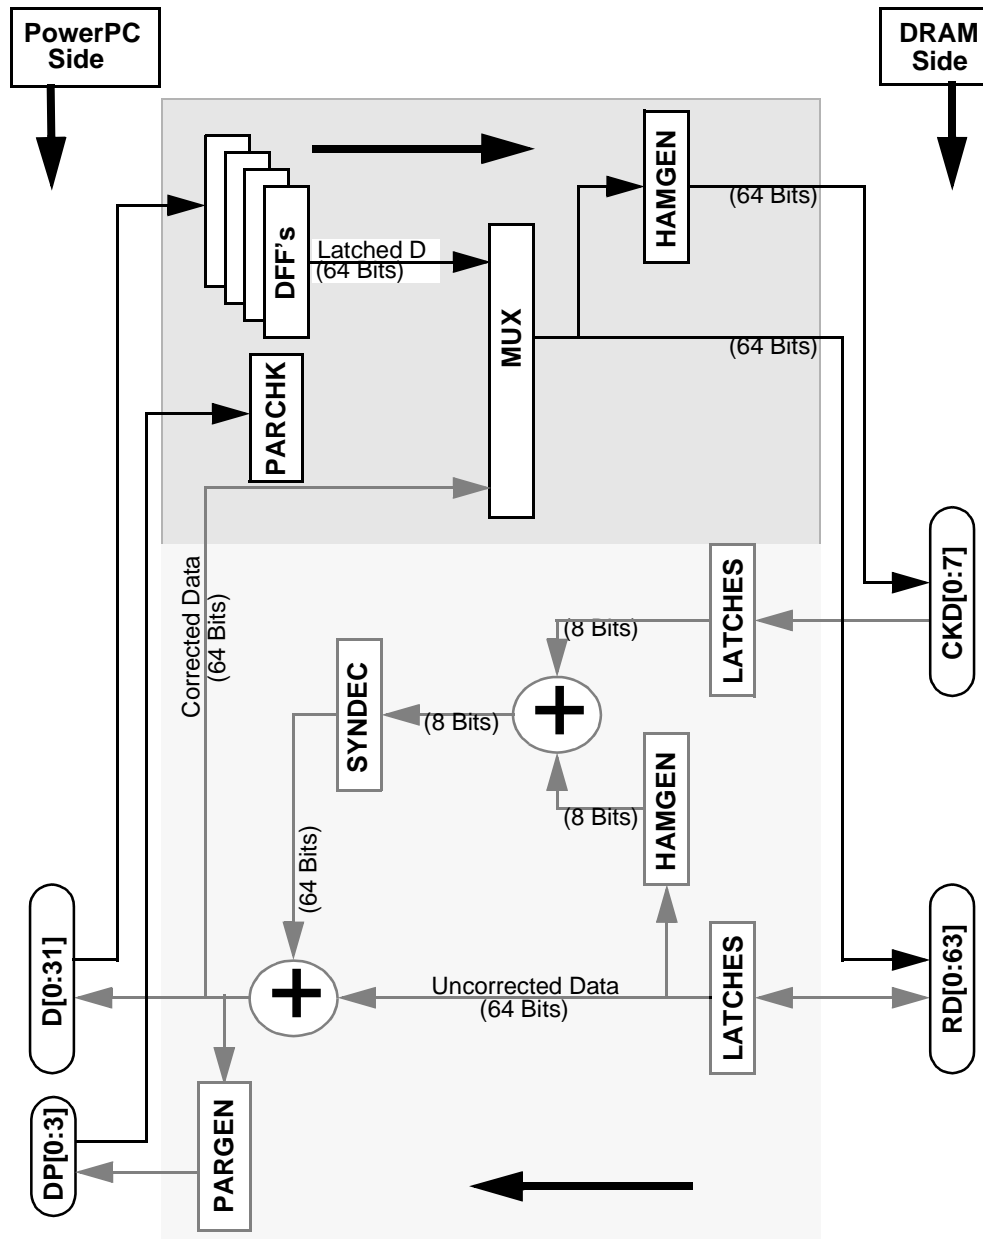 PowerPC
Side
DRAM
Side
HAMGEN
(64 Bits)
DFF's
Latched D
(64 Bits)
MUX
(64 Bits)
PARCHK
Corrected Data
(64 Bits)
LATCHES
CKD[0:7]
(8 Bits)
SYNDEC
(8 Bits)
+
HAMGEN
(8 Bits)
(64 Bits)
D[0:31]
+
Uncorrected Data
(64 Bits)
LATCHES
RD[0:63]
DP[0:3]
PARGEN